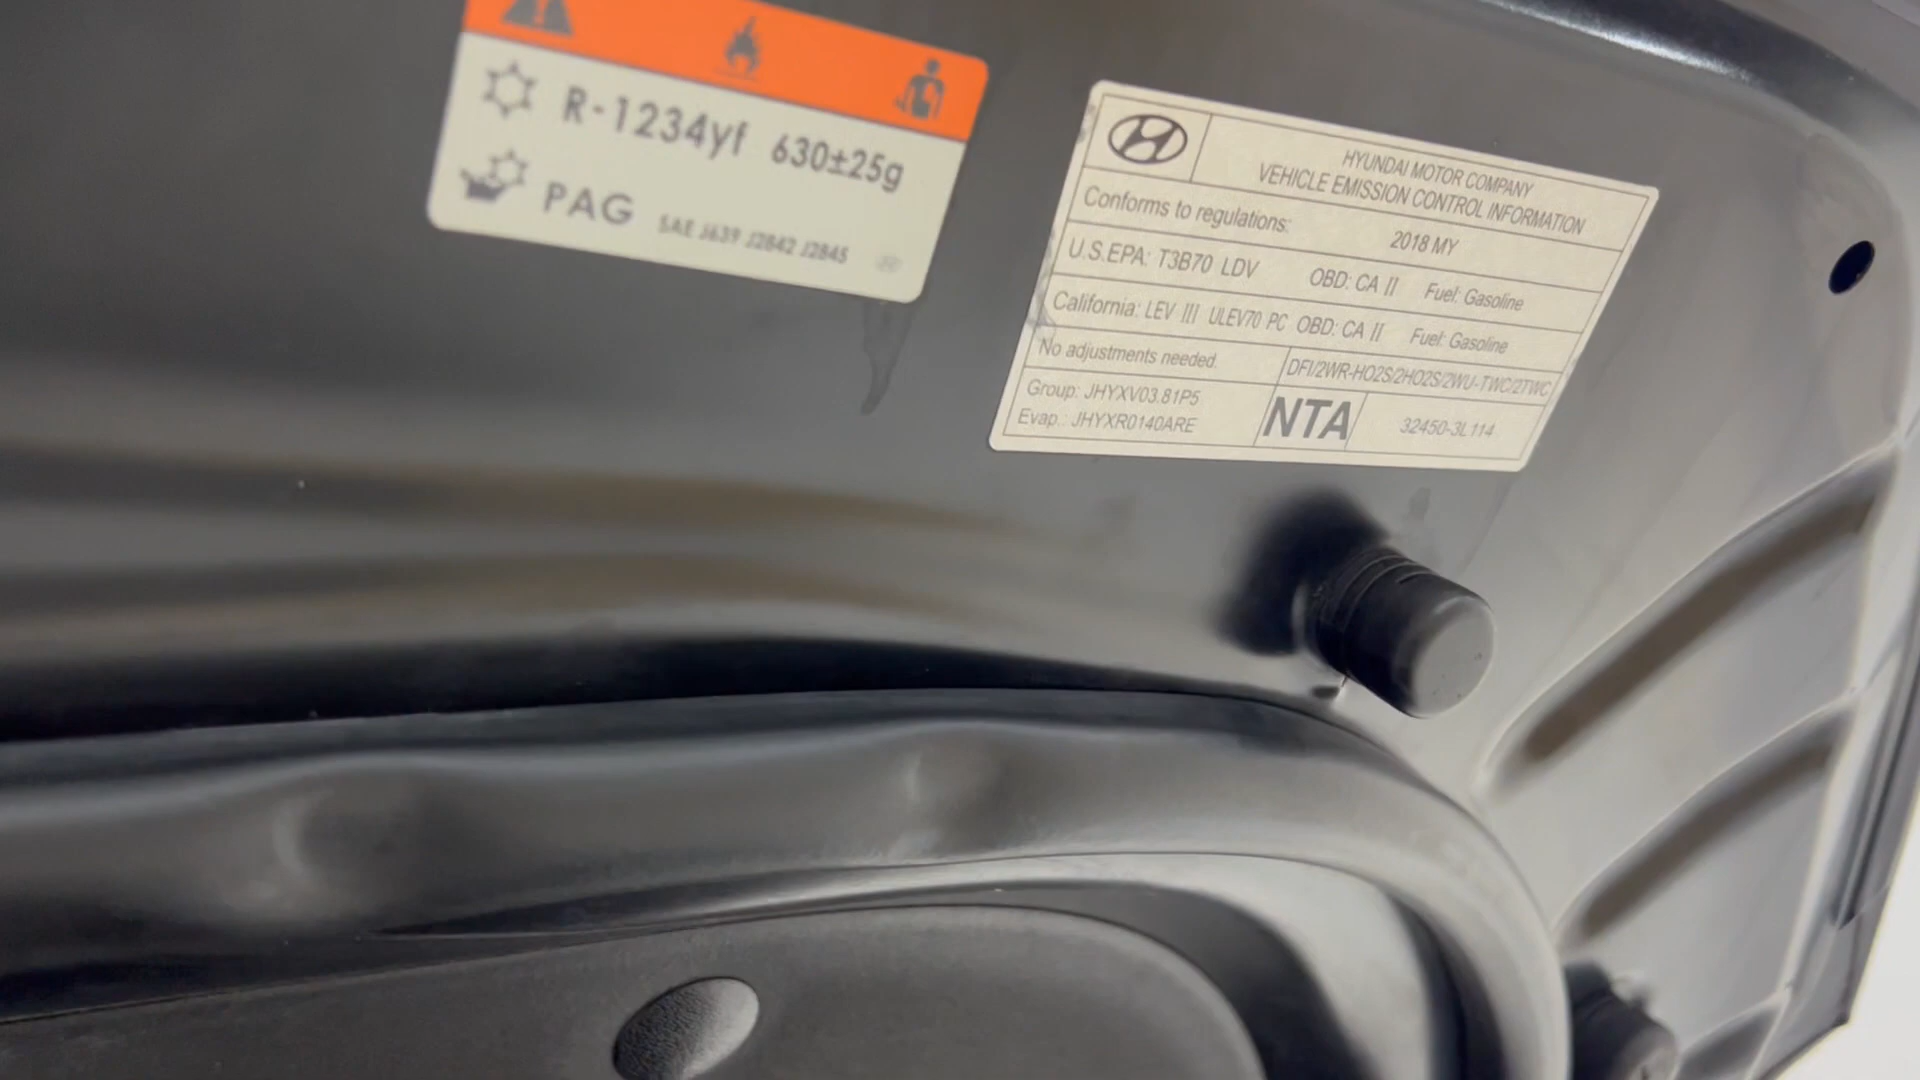 R-1234yf 630±25g
PAG SAE J639 J2842 J2845
HYUNDAI MOTOR COMPANY
VEHICLE EMISSION CONTROL INFORMATION
Conforms to regulations: 2018 MY
U.S.EPA: T3B70 LDV OBD: CA II Fuel: Gasoline
California: LEV III ULEV70 PC OBD: CA II Fuel: Gasoline
No adjustments needed. DFI/2WR-HO2S/2HO2S/2WU-TWC/2TWC
Group: JHYXV03.81P5
Evap.: JHYXR0140ARE
NTA 32450-3L114